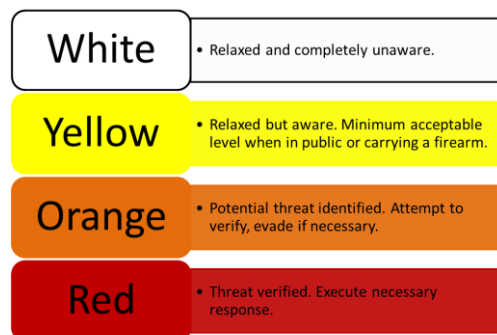 White
• Relaxed and completely unaware.
Yellow
• Relaxed but aware. Minimum acceptable
level when in public or carrying a firearm.
Orange
• Potential threat identified. Attempt to
verify, evade if necessary.
Red
• Threat verified. Execute necessary
response.